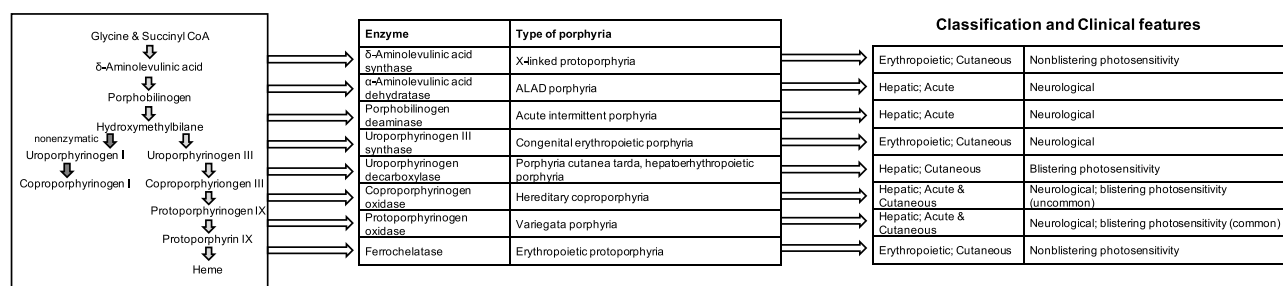 Classification and Clinical features
Glycine & Succinyl CoA
δ-Aminolevulinic acid
Porphobilinogen
Hydroxymethylbilane
nonenzymatic
Uroporphyrinogen I
Uroporphyrinogen III
Coproporphyrinogen I
Coproporphyriongen III
Protoporphyrinogen IX
Protoporphyrin IX
Heme
Enzyme
Type of porphyria
δ-Aminolevulinic acid
synthase
X-linked protoporphyria
α-Aminolevulinic acid
dehydratase
ALAD porphyria
Porphobilinogen
deaminase
Acute intermittent porphyria
Uroporphyrinogen III
synthase
Congenital erythropoietic porphyria
Uroporphyrinogen
decarboxylase
Porphyria cutanea tarda, hepatoerhythropoietic
porphyria
Coproporphyrinogen
oxidase
Hereditary coproporphyria
Protoporphyrinogen
oxidase
Variegata porphyria
Ferrochelatase
Erythropoietic protoporphyria
Erythropoietic; Cutaneous
Nonblistering photosensitivity
Hepatic; Acute
Neurological
Hepatic; Acute
Neurological
Erythropoietic; Cutaneous
Neurological
Hepatic; Cutaneous
Blistering photosensitivity
Hepatic; Acute &
Cutaneous
Neurological; blistering photosensitivity
(uncommon)
Hepatic; Acute &
Cutaneous
Neurological; blistering photosensitivity (common)
Erythropoietic; Cutaneous
Nonblistering photosensitivity